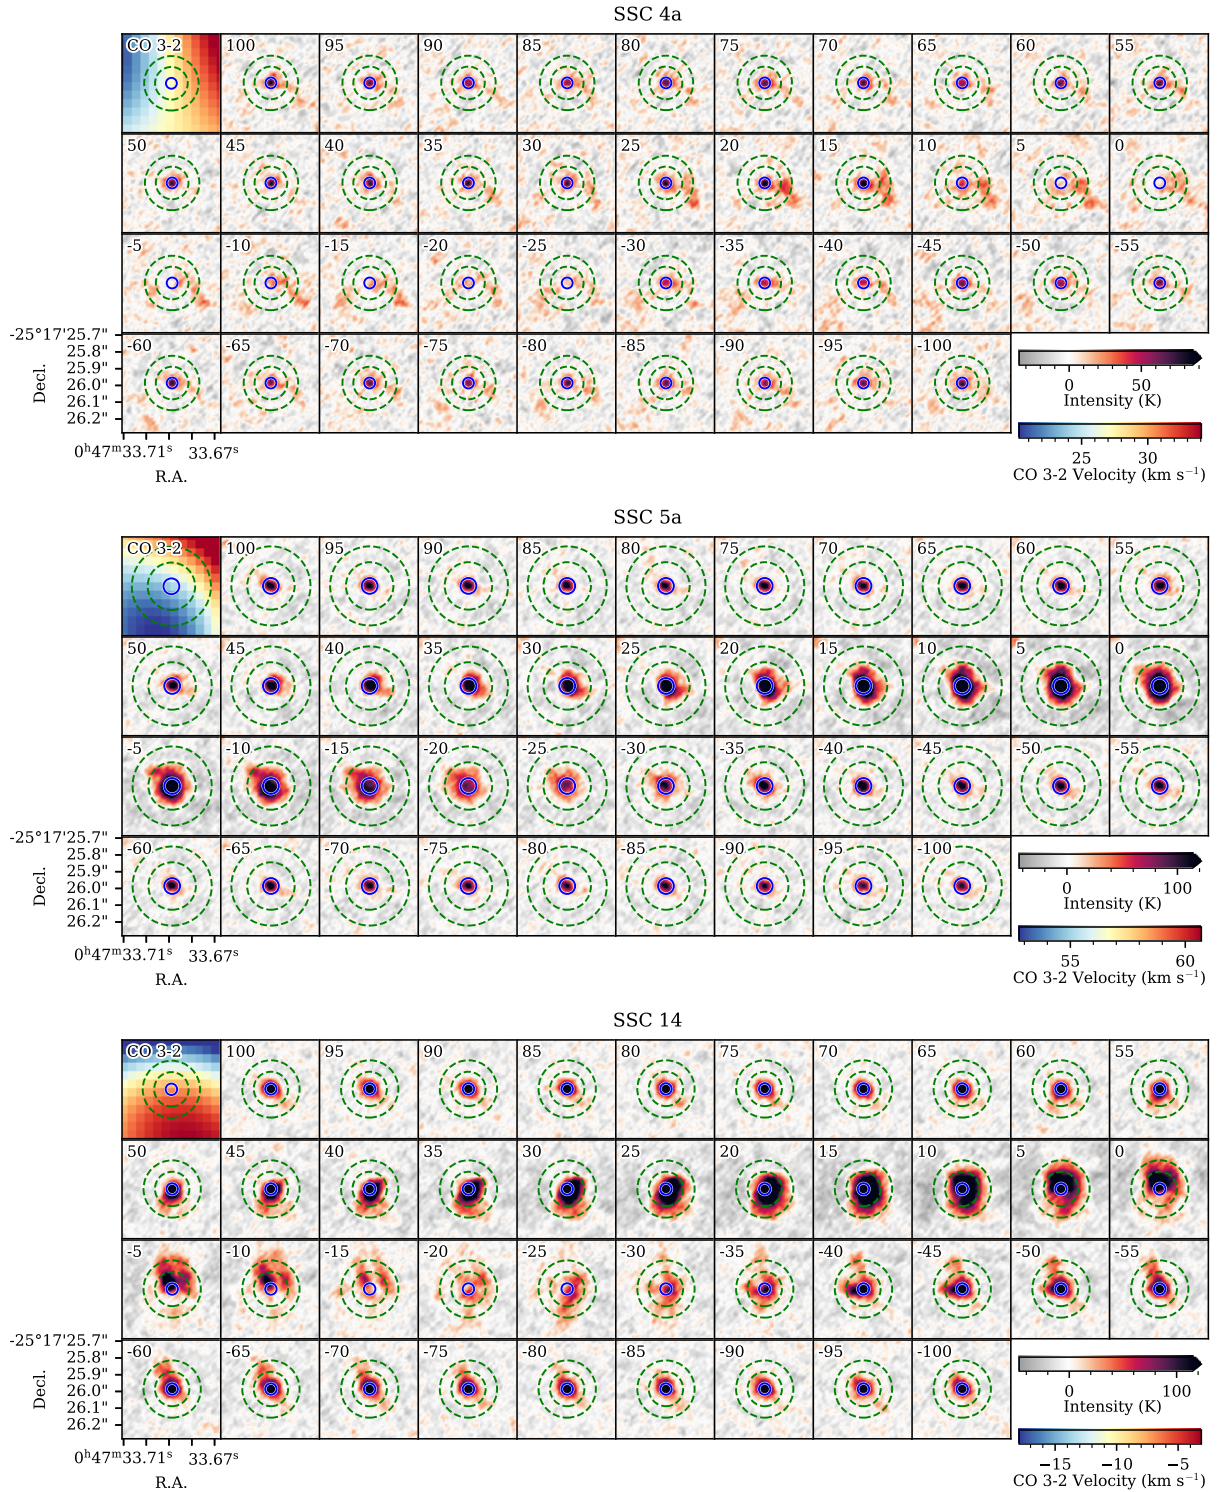 SSC 4a
CO 3-2 100 95 90 85 80 75 70 65 60 55
50 45 40 35 30 25 20 15 10 5 0
-5 -10 -15 -20 -25 -30 -35 -40 -45 -50 -55
-25°17'25.7"
-60 -65 -70 -75 -80 -85 -90 -95 -100
25.8"
25.9"
26.0"
26.1"
26.2"
Decl.
0 50
Intensity (K)
25 30
CO 3-2 Velocity (km s⁻¹)
0ʰ47ᵐ33.71ˢ 33.67ˢ
R.A.
SSC 5a
CO 3-2 100 95 90 85 80 75 70 65 60 55
50 45 40 35 30 25 20 15 10 5 0
-5 -10 -15 -20 -25 -30 -35 -40 -45 -50 -55
-25°17'25.7"
-60 -65 -70 -75 -80 -85 -90 -95 -100
25.8"
25.9"
26.0"
26.1"
26.2"
Decl.
0 100
Intensity (K)
55 60
CO 3-2 Velocity (km s⁻¹)
0ʰ47ᵐ33.71ˢ 33.67ˢ
R.A.
SSC 14
CO 3-2 100 95 90 85 80 75 70 65 60 55
50 45 40 35 30 25 20 15 10 5 0
-5 -10 -15 -20 -25 -30 -35 -40 -45 -50 -55
-25°17'25.7"
-60 -65 -70 -75 -80 -85 -90 -95 -100
25.8"
25.9"
26.0"
26.1"
26.2"
Decl.
0 100
Intensity (K)
−15 −10 −5
CO 3-2 Velocity (km s⁻¹)
0ʰ47ᵐ33.71ˢ 33.67ˢ
R.A.